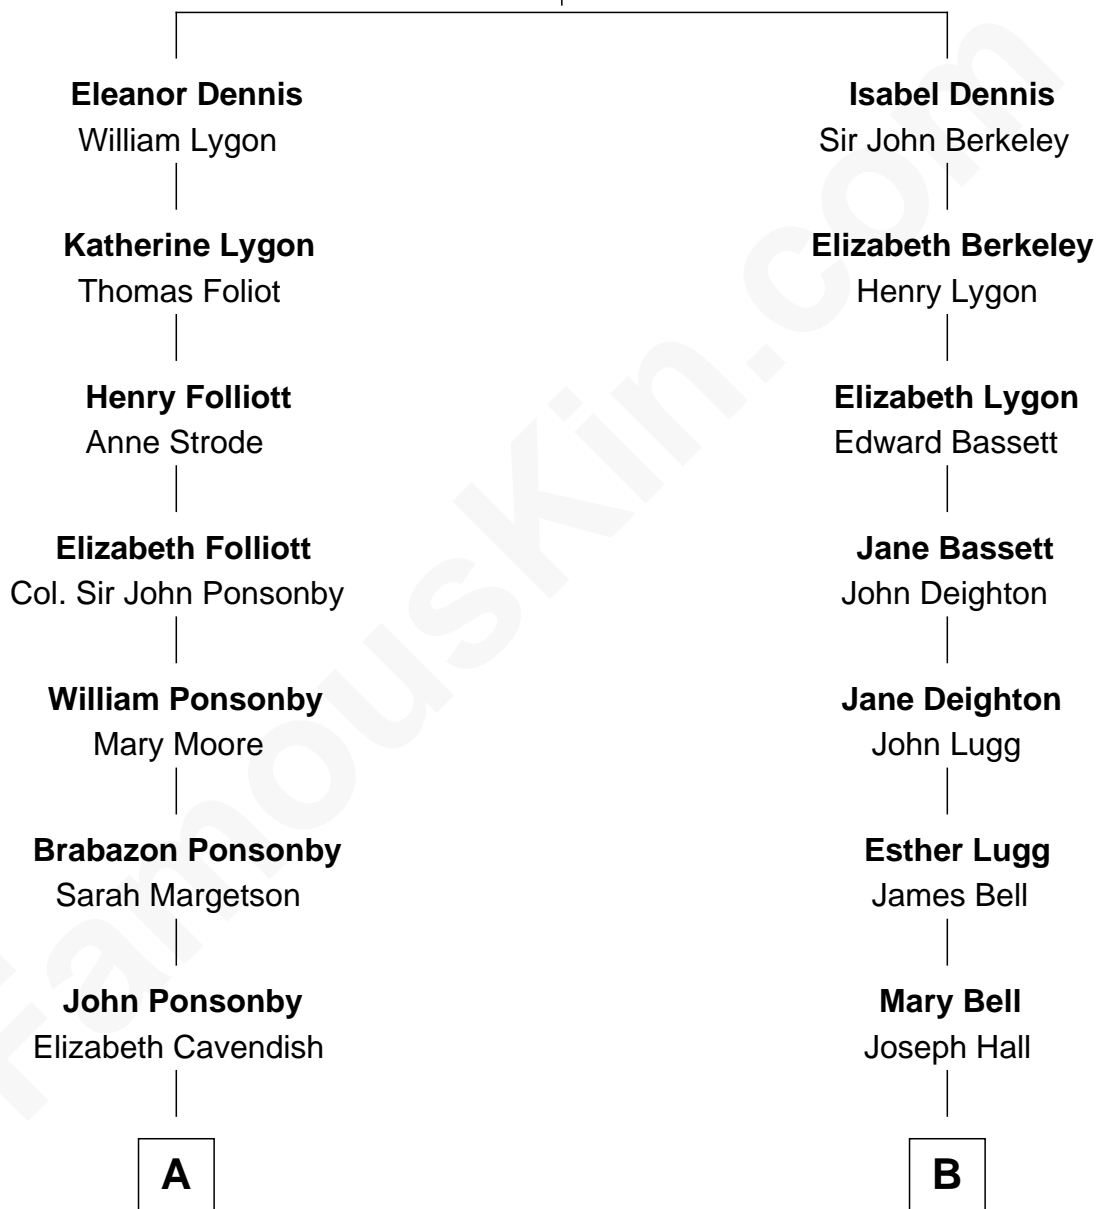 Eleanor Dennis
William Lygon
Katherine Lygon
Thomas Foliot
Henry Folliott
Anne Strode
Elizabeth Folliott
Col. Sir John Ponsonby
William Ponsonby
Mary Moore
Brabazon Ponsonby
Sarah Margetson
John Ponsonby
Elizabeth Cavendish
A
Isabel Dennis
Sir John Berkeley
Elizabeth Berkeley
Henry Lygon
Elizabeth Lygon
Edward Bassett
Jane Bassett
John Deighton
Jane Deighton
John Lugg
Esther Lugg
James Bell
Mary Bell
Joseph Hall
B
FamousKin.com